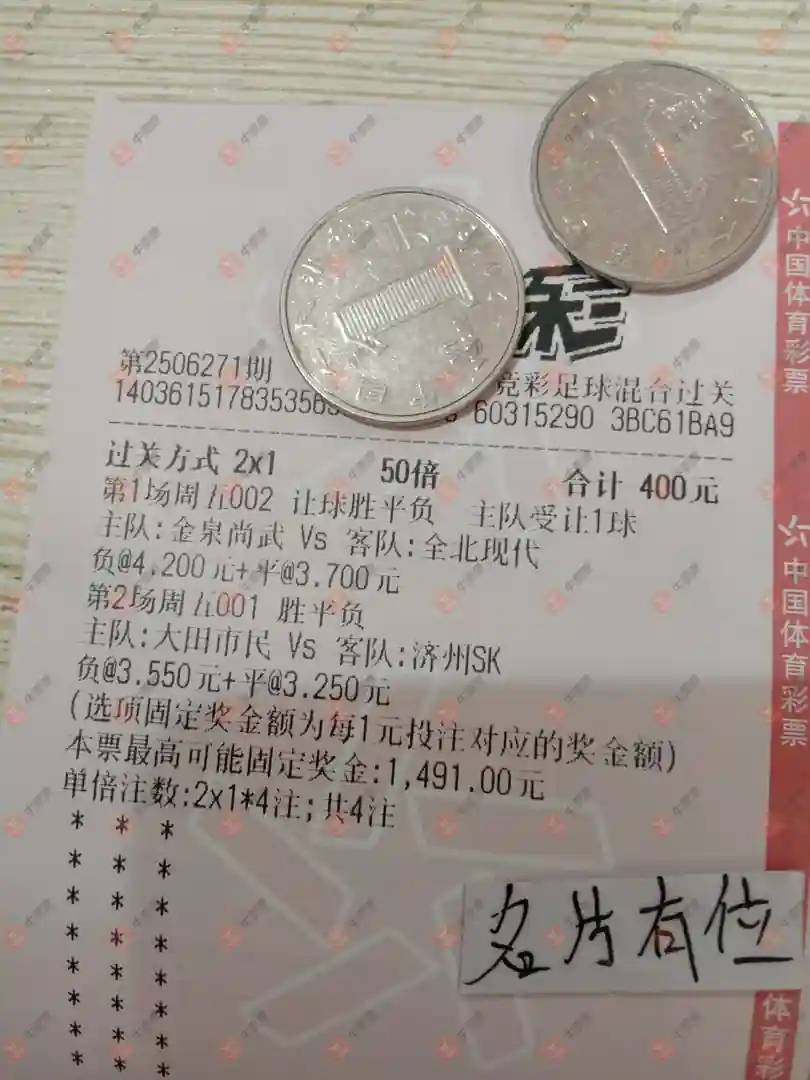 第2506271期
竞彩足球混合过关
60315290 3BC61BA9
过关方式 2x1 50倍 合计 400元
第1场周五002 让球胜平负 主队受让1球
主队:金泉尚武 Vs 客队:全北现代
负@4.200元+平@3.700元
第2场周五001 胜平负
主队:大田市民 Vs 客队:济州SK
负@3.550元+平@3.250元
(选项固定奖金额为每1元投注对应的奖金额)
本票最高可能固定奖金:1,491.00元
单倍注数:2x1*4注;共4注
* * *
* * *
* * *
* * *
* * *
* * *
* * *
名片有位
中国体育彩票
中国体育彩票
体育彩